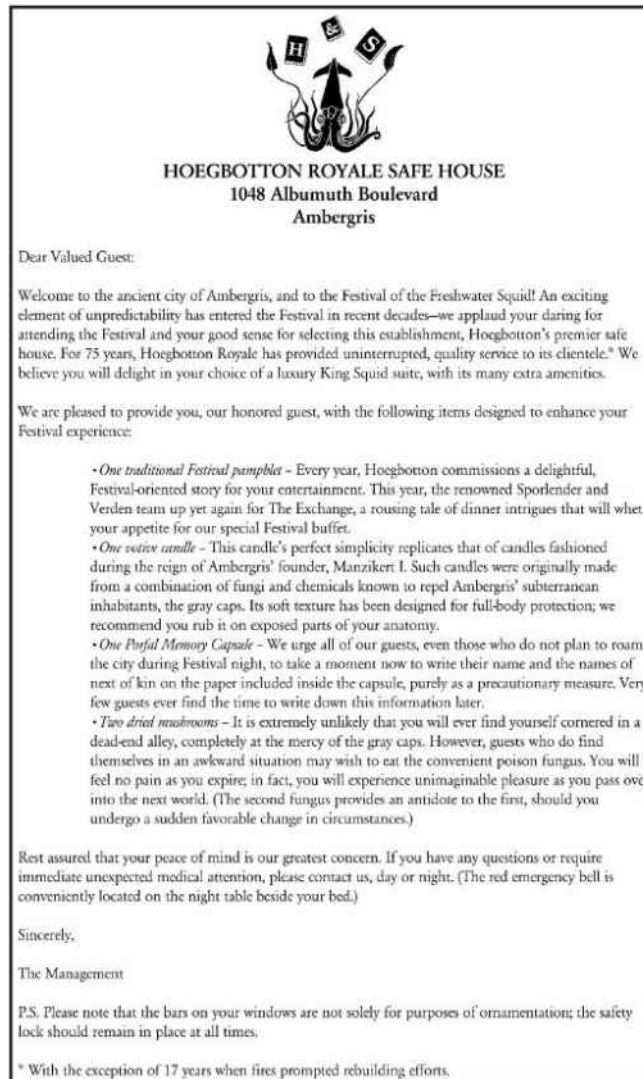 H & S
HOEGBOTTON ROYALE SAFE HOUSE
1048 Albumuth Boulevard
Ambergris
Dear Valued Guest:
Welcome to the ancient city of Ambergris, and to the Festival of the Freshwater Squid! An exciting
element of unpredictability has entered the Festival in recent decades—we applaud your daring for
attending the Festival and your good sense for selecting this establishment, Hoegbotton's premier safe
house. For 75 years, Hoegbotton Royale has provided uninterrupted, quality service to its clientele.* We
believe you will delight in your choice of a luxury King Squid suite, with its many extra amenities.
We are pleased to provide you, our honored guest, with the following items designed to enhance your
Festival experience:
• One traditional Festival pamphlet – Every year, Hoegbotton commissions a delightful,
Festival-oriented story for your entertainment. This year, the renowned Sporlender and
Verden team up yet again for The Exchange, a rousing tale of dinner intrigues that will whet
your appetite for our special Festival buffet.
• One votive candle – This candle's perfect simplicity replicates that of candles fashioned
during the reign of Ambergris' founder, Manzikert I. Such candles were originally made
from a combination of fungi and chemicals known to repel Ambergris' subterranean
inhabitants, the gray caps. Its soft texture has been designed for full-body protection; we
recommend you rub it on exposed parts of your anatomy.
• One Porfal Memory Capsule – We urge all of our guests, even those who do not plan to roam
the city during Festival night, to take a moment now to write their name and the names of
next of kin on the paper included inside the capsule, purely as a precautionary measure. Very
few guests ever find the time to write down this information later.
• Two dried mushrooms – It is extremely unlikely that you will ever find yourself cornered in a
dead-end alley, completely at the mercy of the gray caps. However, guests who do find
themselves in an awkward situation may wish to eat the convenient poison fungus. You will
feel no pain as you expire; in fact, you will experience unimaginable pleasure as you pass ove
into the next world. (The second fungus provides an antidote to the first, should you
undergo a sudden favorable change in circumstances.)
Rest assured that your peace of mind is our greatest concern. If you have any questions or require
immediate unexpected medical attention, please contact us, day or night. (The red emergency bell is
conveniently located on the night table beside your bed.)
Sincerely,
The Management
P.S. Please note that the bars on your windows are not solely for purposes of ornamentation; the safety
lock should remain in place at all times.
* With the exception of 17 years when fires prompted rebuilding efforts.